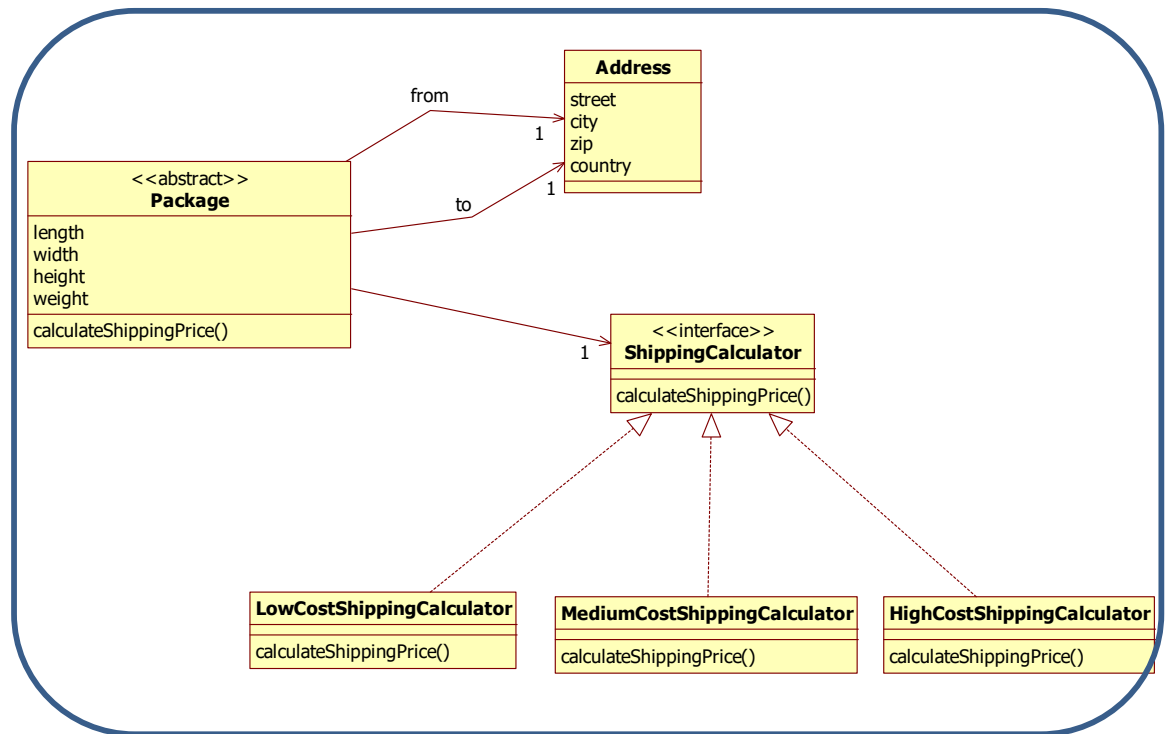 from
1
Address
street
city
zip
country
<<abstract>>
Package
length
width
height
weight
calculateShippingPrice()
to
1
1
<<interface>>
ShippingCalculator
calculateShippingPrice()
LowCostShippingCalculator
calculateShippingPrice()
MediumCostShippingCalculator
calculateShippingPrice()
HighCostShippingCalculator
calculateShippingPrice()